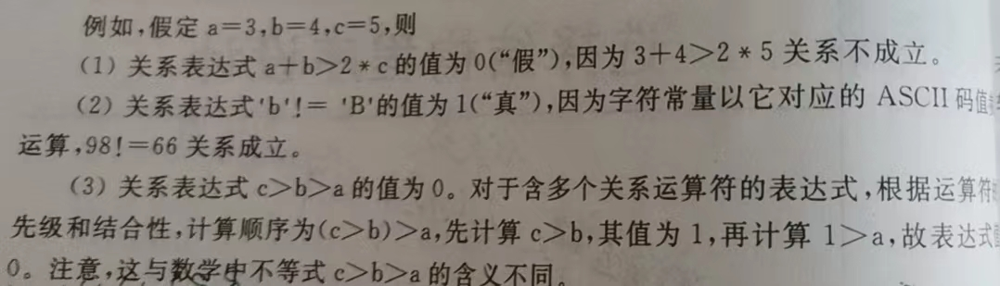 例如,假定 a=3,b=4,c=5,则
(1) 关系表达式 a+b>2*c 的值为 0(“假”),因为 3+4>2*5 关系不成立。
(2) 关系表达式'b'!= 'B'的值为 1(“真”),因为字符常量以它对应的 ASCII 码值
运算,98!=66 关系成立。
(3) 关系表达式 c>b>a 的值为 0。对于含多个关系运算符的表达式,根据运算符
先级和结合性,计算顺序为(c>b)>a,先计算 c>b,其值为 1,再计算 1>a,故表达式
0。注意,这与数学中不等式 c>b>a 的含义不同。